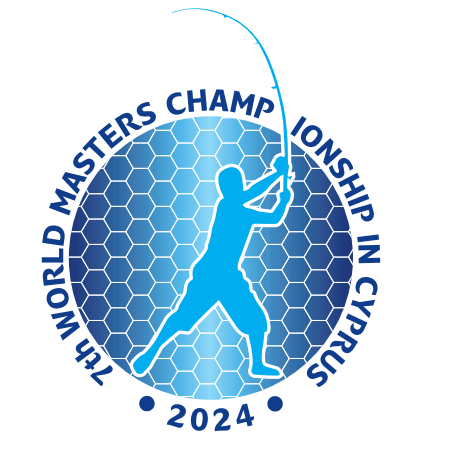 7th WORLD MASTERS CHAMPIONSHIP IN CYPRUS
• 2024 •